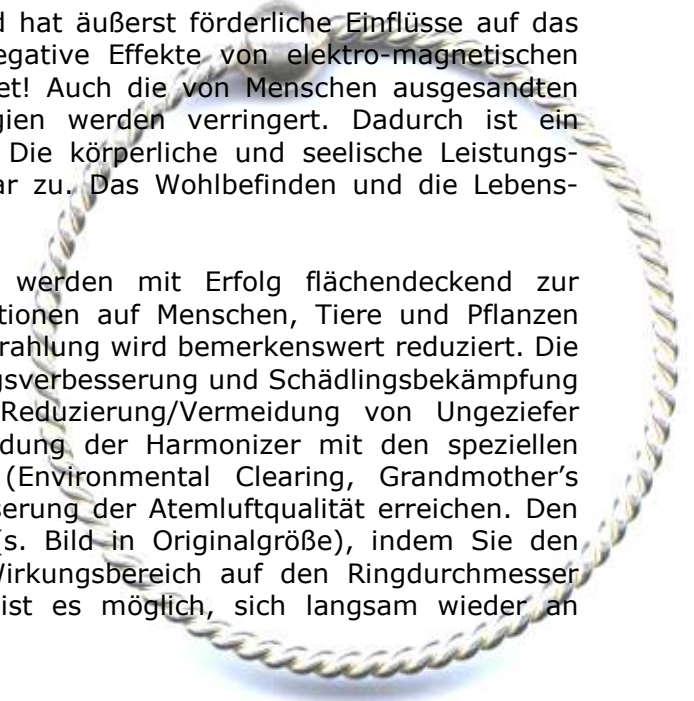 d hat äußerst förderliche Einflüsse auf das
egative Effekte von elektro-magnetischen
et! Auch die von Menschen ausgesandten
gien werden verringert. Dadurch ist ein
Die körperliche und seelische Leistungs-
ar zu. Das Wohlbefinden und die Lebens-
werden mit Erfolg flächendeckend zur
tionen auf Menschen, Tiere und Pflanzen
rahlung wird bemerkenswert reduziert. Die
gsverbesserung und Schädlingsbekämpfung
Reduzierung/Vermeidung von Ungeziefer
dung der Harmonizer mit den speziellen
(Environmental Clearing, Grandmother’s
serung der Atemluftqualität erreichen. Den
(s. Bild in Originalgröße), indem Sie den
Wirkungsbereich auf den Ringdurchmesser
ist es möglich, sich langsam wieder an